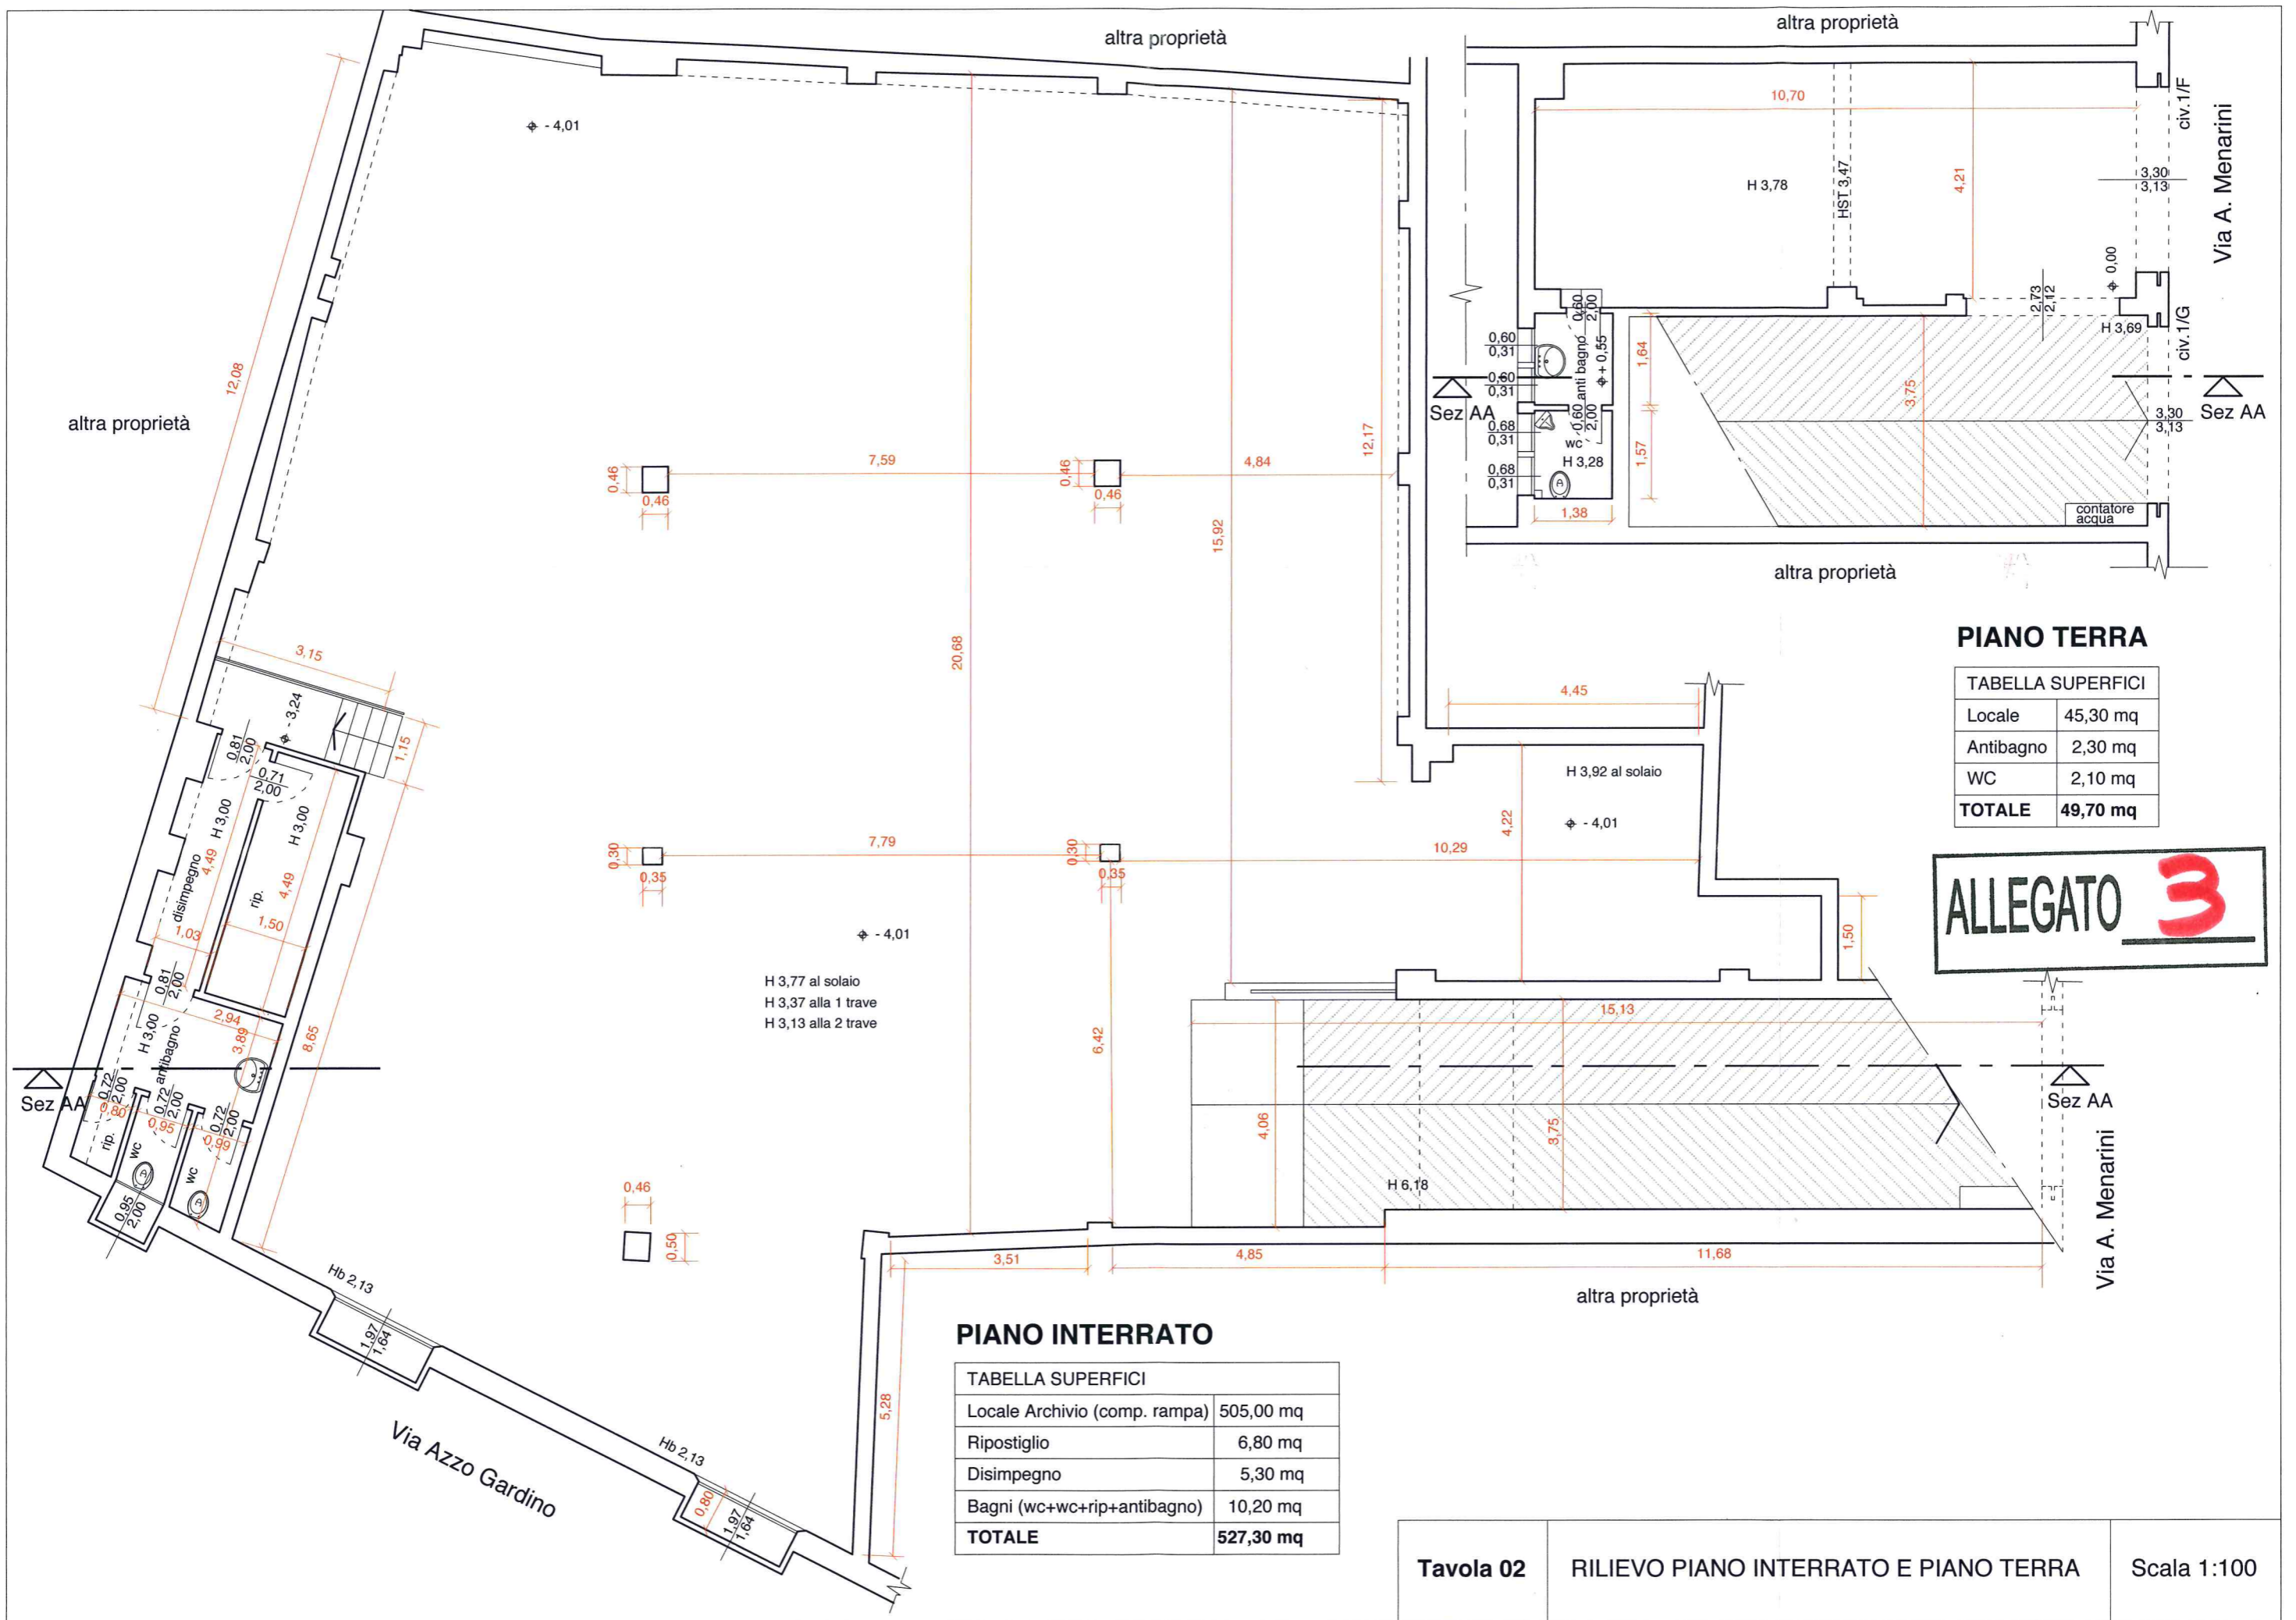 altra proprietà
altra proprietà
- 4,01
12,08
altra proprietà
10,70
H 3,78
HST 3,47
4,21
civ.1/F
3,30
3,13
Via A. Menarini
0,00
2,73
2,12
H 3,69
civ. 1/G
0,60
2,00
0,60
0,31
anti bagno
+ 0,55
1,64
0,60
0,31
Sez AA
0,60
2,00
0,68
0,31
wc
H 3,28
1,57
0,68
0,31
1,38
3,75
3,30
3,13
Sez AA
contatore
acqua
altra proprietà
7,59
4,84
0,46
0,46
0,46
0,46
12,17
15,92
20,68
3,15
- 3,24
1,15
0,81
2,00
0,71
2,00
H 3,00
H 3,00
disimpegno
4,49
4,49
rip.
1,50
1,03
0,81
2,00
2,94
H 3,00
antibagno
3,89
8,65
Sez AA
0,72
2,00
0,72
2,00
0,72
2,00
0,80
0,95
0,99
rip.
wc
wc
0,95
2,00
4,45
H 3,92 al solaio
- 4,01
4,22
7,79
10,29
0,30
0,35
0,30
0,35
1,50
- 4,01
H 3,77 al solaio
H 3,37 alla 1 trave
H 3,13 alla 2 trave
6,42
15,13
4,06
3,75
H 6,18
Sez AA
Via A. Menarini
0,46
0,50
3,51
4,85
11,68
altra proprietà
5,28
Hb 2,13
1,97
1,64
Hb 2,13
0,80
1,97
1,64
Via Azzo Gardino
PIANO TERRA
TABELLA SUPERFICI
Locale 45,30 mq
Antibagno 2,30 mq
WC 2,10 mq
TOTALE 49,70 mq
ALLEGATO 3
PIANO INTERRATO
TABELLA SUPERFICI
Locale Archivio (comp. rampa) 505,00 mq
Ripostiglio 6,80 mq
Disimpegno 5,30 mq
Bagni (wc+wc+rip+antibagno) 10,20 mq
TOTALE 527,30 mq
Tavola 02 RILIEVO PIANO INTERRATO E PIANO TERRA Scala 1:100